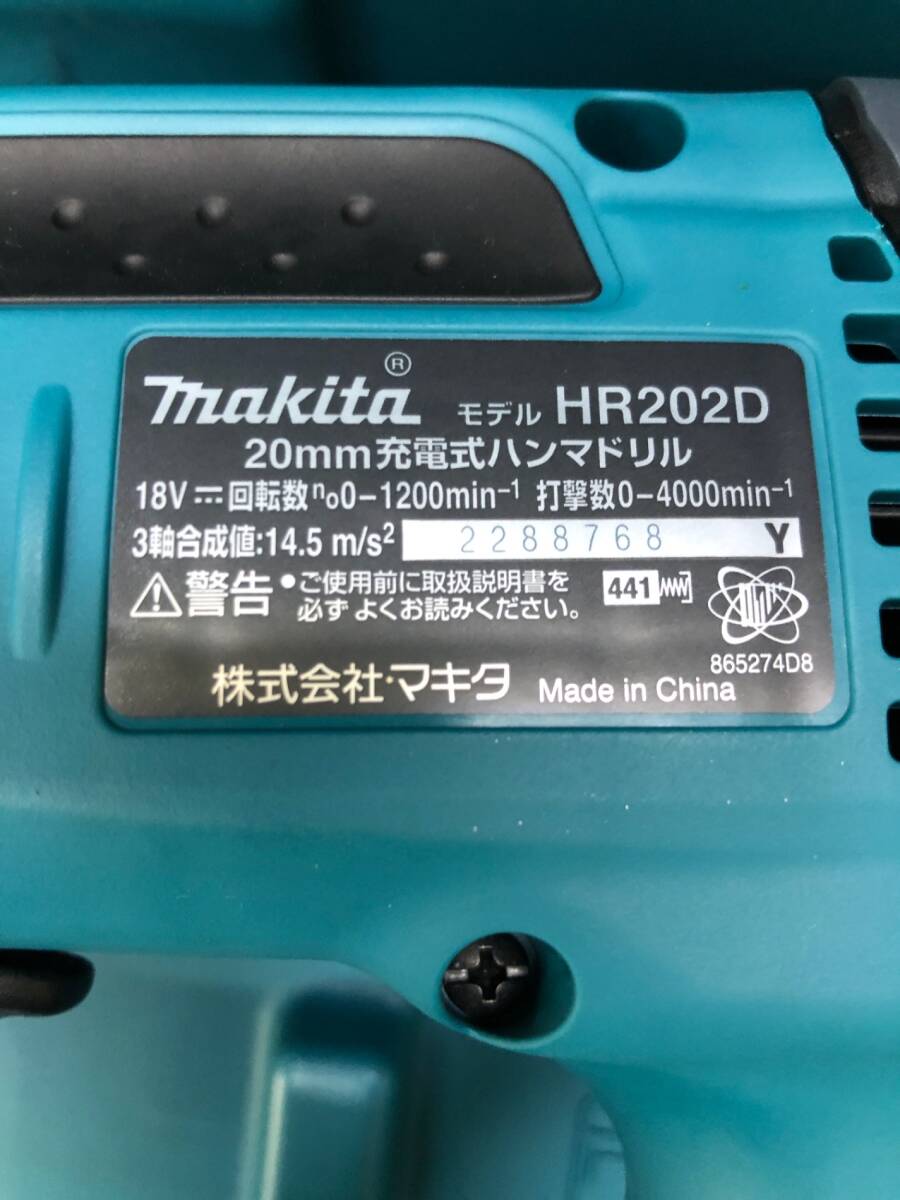 makita® モデル HR202D
20mm充電式ハンマドリル
18V⎓回転数n₀0-1200min⁻¹ 打撃数0-4000min⁻¹
3軸合成値:14.5 m/s² 2288768 Y
⚠警告 •ご使用前に取扱説明書を
必ずよくお読みください。
441
865274D8
株式会社・マキタ Made in China